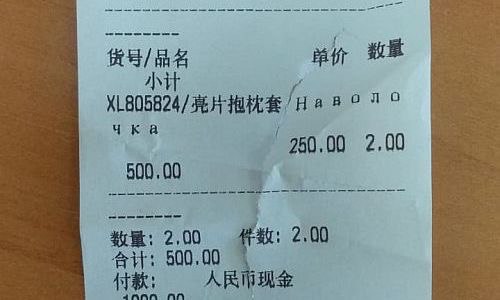 货号/品名 单价 数量
小计
XL805824/亮片抱枕套/Наволо
чка
250.00 2.00
500.00
数量: 2.00 件数: 2.00
合计: 500.00
付款: 人民币现金